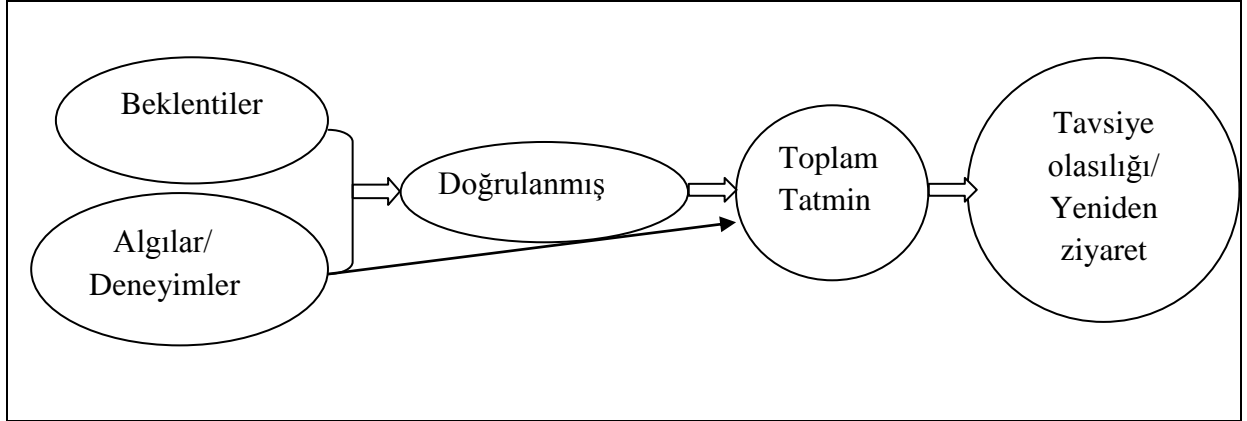 Beklentiler
Algılar/
Deneyimler
Doğrulanmış
Toplam
Tatmin
Tavsiye
olasılığı/
Yeniden
ziyaret